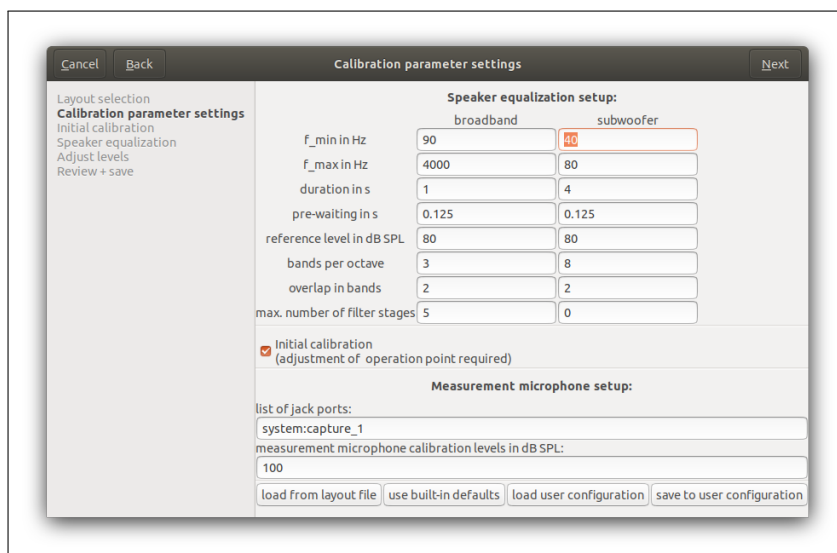 Cancel Back Calibration parameter settings Next
Layout selection
Calibration parameter settings
Initial calibration
Speaker equalization
Adjust levels
Review + save
Speaker equalization setup:
broadband subwoofer
f_min in Hz 90 40
f_max in Hz 4000 80
duration in s 1 4
pre-waiting in s 0.125 0.125
reference level in dB SPL 80 80
bands per octave 3 8
overlap in bands 2 2
max. number of filter stages 5 0
Initial calibration
(adjustment of operation point required)
Measurement microphone setup:
list of jack ports:
system:capture_1
measurement microphone calibration levels in dB SPL:
100
load from layout file use built-in defaults load user configuration save to user configuration